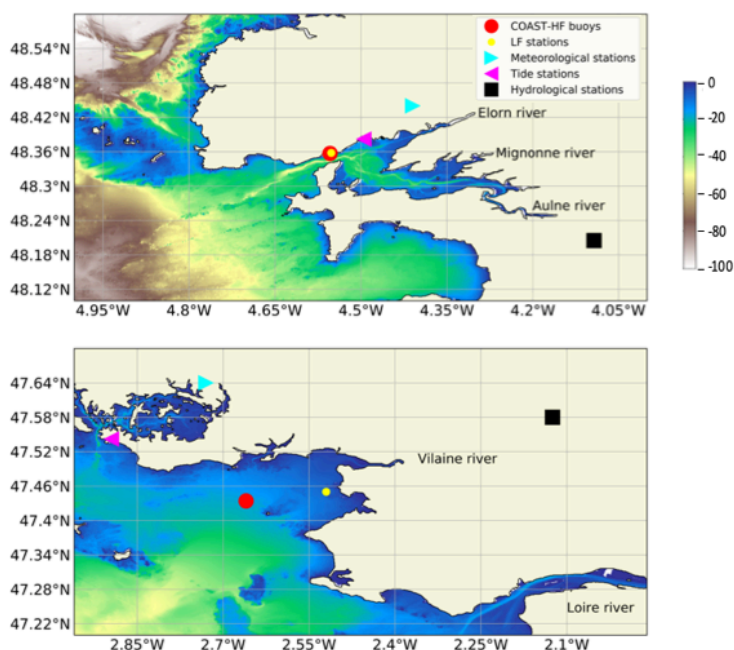 COAST-HF buoys
LF stations
Meteorological stations
Tide stations
Hydrological stations
48.54°N
48.48°N
48.42°N
48.36°N
48.3°N
48.24°N
48.18°N
48.12°N
Elorn river
Mignonne river
Aulne river
4.95°W 4.8°W 4.65°W 4.5°W 4.35°W 4.2°W 4.05°W
0
-20
-40
-60
-80
-100
47.64°N
47.58°N
47.52°N
47.46°N
47.4°N
47.34°N
47.28°N
47.22°N
Vilaine river
Loire river
2.85°W 2.7°W 2.55°W 2.4°W 2.25°W 2.1°W